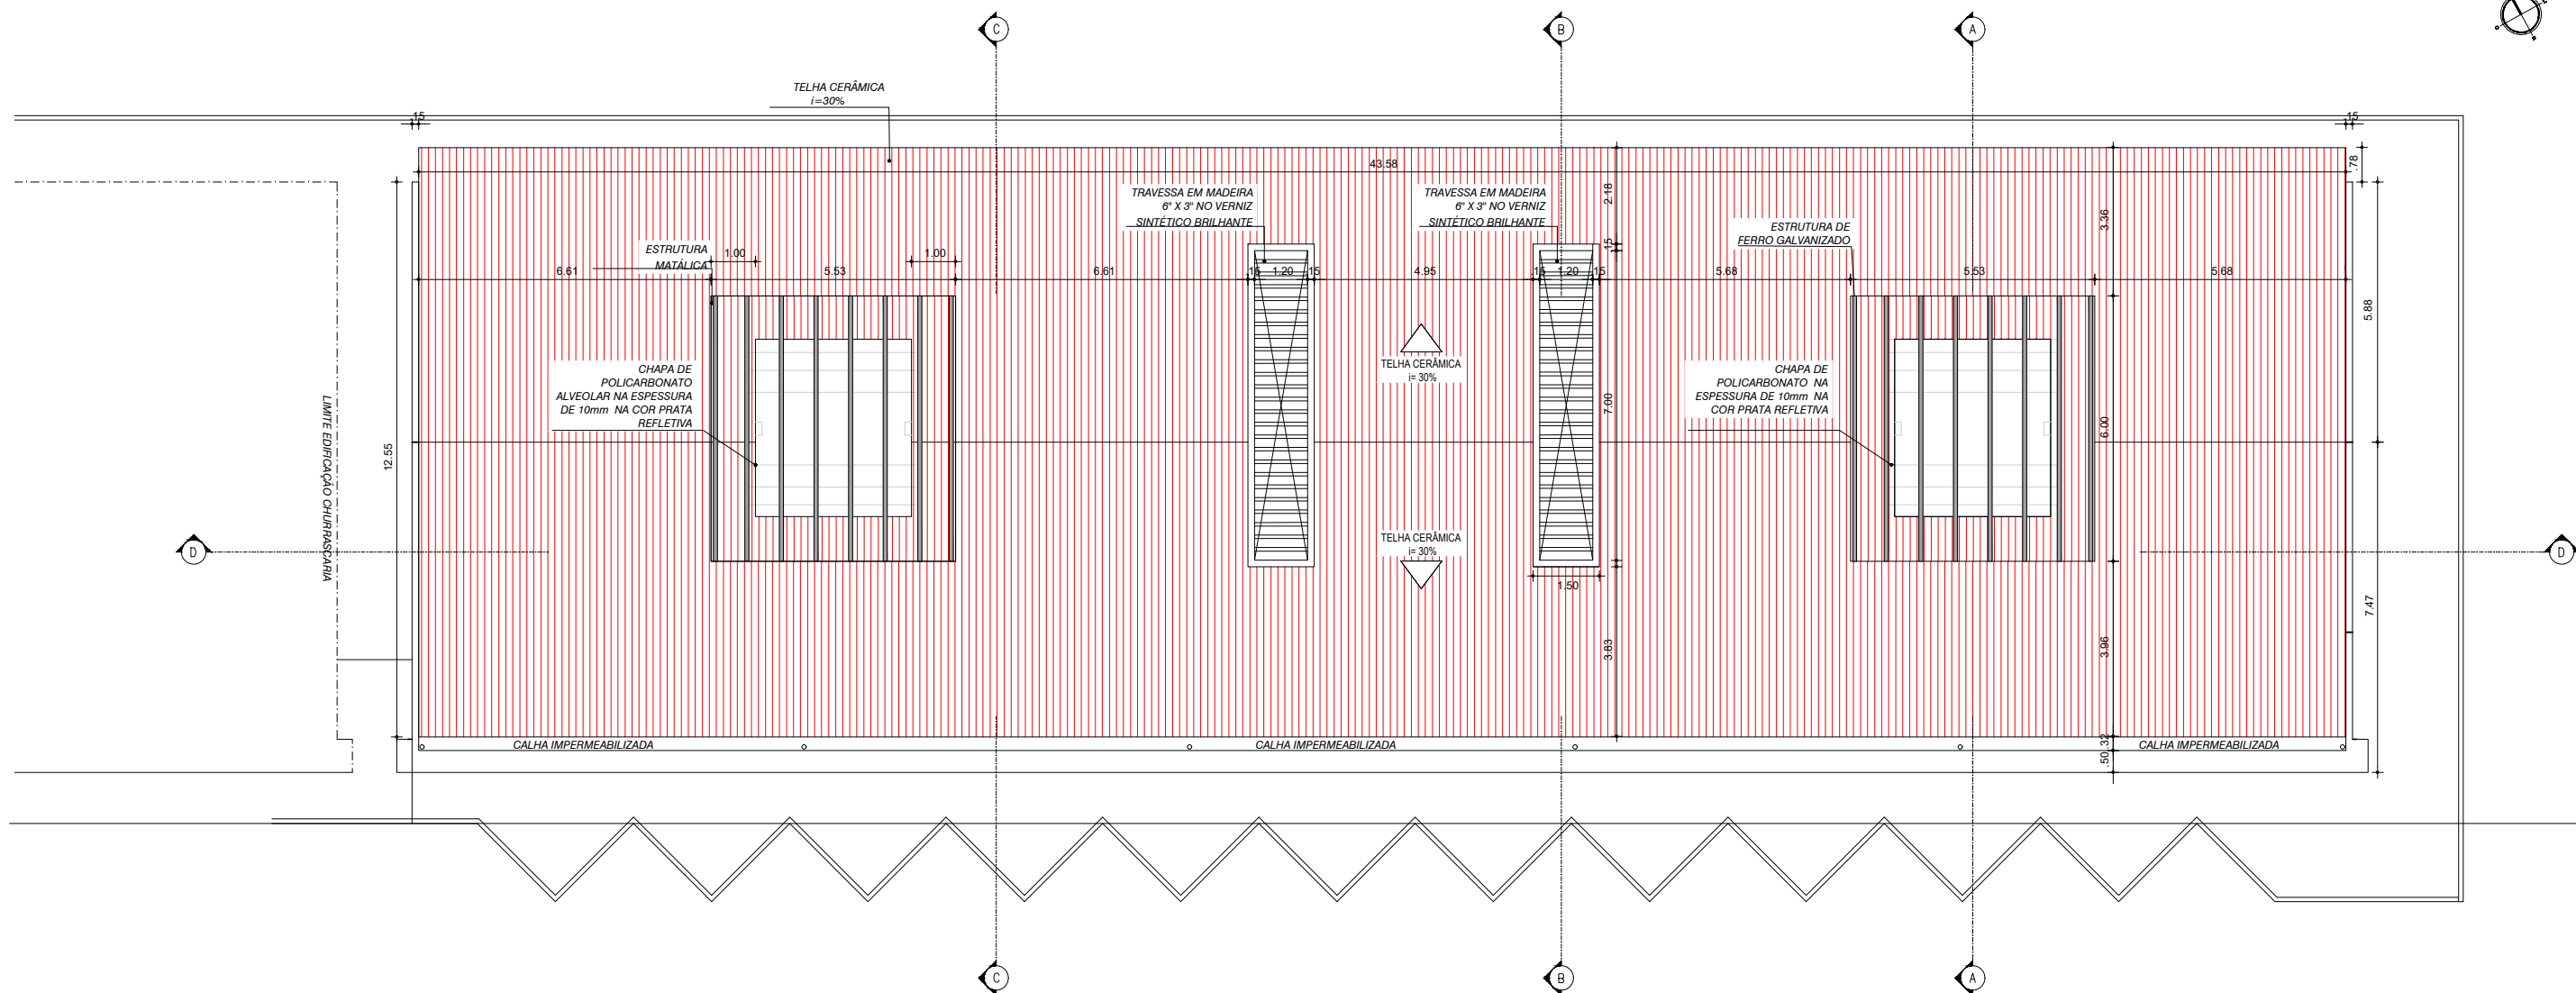 C
B
A
TELHA CERÂMICA
i=30%
.15
.15
43.58
.78
TRAVESSA EM MADEIRA
6" X 3" NO VERNIZ
SINTÉTICO BRILHANTE
TRAVESSA EM MADEIRA
6" X 3" NO VERNIZ
SINTÉTICO BRILHANTE
2.18
3.36
ESTRUTURA DE
FERRO GALVANIZADO
ESTRUTURA
MATÁLICA
1.00
1.00
.15
6.61
5.53
6.61
.15
1.20
.15
4.95
.15
1.20
.15
5.68
5.53
5.68
5.88
TELHA CERÂMICA
i= 30%
CHAPA DE
POLICARBONATO
ALVEOLAR NA ESPESSURA
DE 10mm NA COR PRATA
REFLETIVA
CHAPA DE
POLICARBONATO NA
ESPESSURA DE 10mm NA
COR PRATA REFLETIVA
7.00
6.00
12.55
LIMITE EDIFICAÇÃO CHURRASCARIA
TELHA CERÂMICA
i= 30%
D
D
1.50
7.47
3.83
3.96
CALHA IMPERMEABILIZADA
CALHA IMPERMEABILIZADA
CALHA IMPERMEABILIZADA
.32
.50
C
B
A